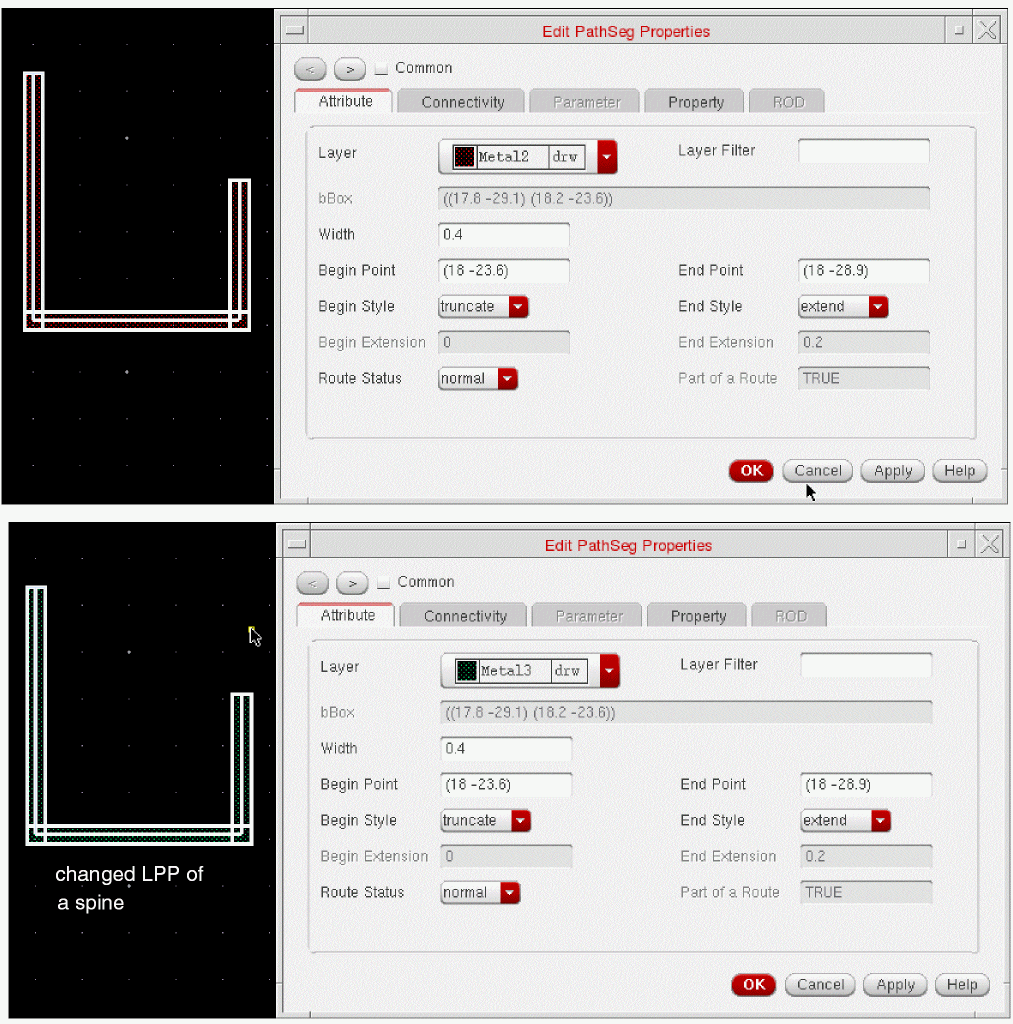 Edit PathSeg Properties
< > Common
Attribute Connectivity Parameter Property ROD
Layer Metal2 drw Layer Filter
bBox ((17.8 -29.1) (18.2 -23.6))
Width 0.4
Begin Point (18 -23.6) End Point (18 -28.9)
Begin Style truncate End Style extend
Begin Extension 0 End Extension 0.2
Route Status normal Part of a Route TRUE
OK Cancel Apply Help
Edit PathSeg Properties
< > Common
Attribute Connectivity Parameter Property ROD
Layer Metal3 drw Layer Filter
bBox ((17.8 -29.1) (18.2 -23.6))
Width 0.4
Begin Point (18 -23.6) End Point (18 -28.9)
Begin Style truncate End Style extend
Begin Extension 0 End Extension 0.2
Route Status normal Part of a Route TRUE
OK Cancel Apply Help
changed LPP of
a spine